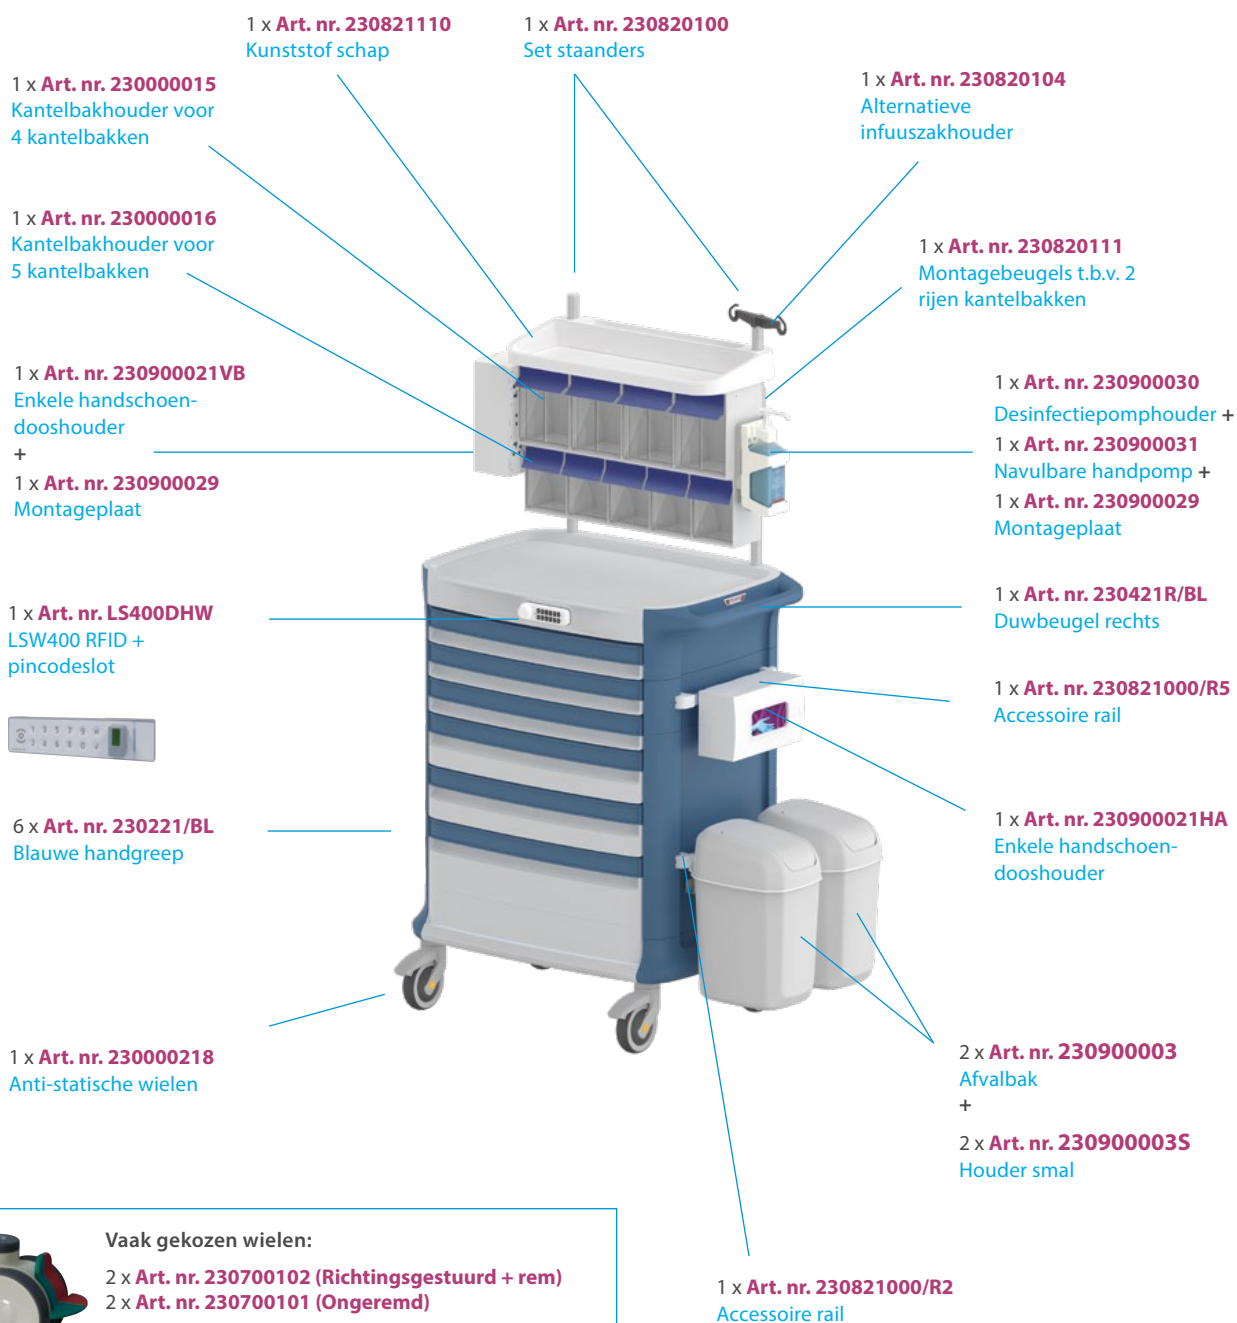 1 x Art. nr. 230821110
Kunststof schap
1 x Art. nr. 230820100
Set staanders
1 x Art. nr. 230000015
Kantelbakhouder voor
4 kantelbakken
1 x Art. nr. 230820104
Alternatieve
infuuszakhouder
1 x Art. nr. 230000016
Kantelbakhouder voor
5 kantelbakken
1 x Art. nr. 230820111
Montagebeugels t.b.v. 2
rijen kantelbakken
1 x Art. nr. 230900021VB
Enkele handschoen-
dooshouder
+
1 x Art. nr. 230900029
Montageplaat
1 x Art. nr. 230900030
Desinfectiepomphouder +
1 x Art. nr. 230900031
Navulbare handpomp +
1 x Art. nr. 230900029
Montageplaat
1 x Art. nr. LS400DHW
LSW400 RFID +
pincodeslot
1 x Art. nr. 230421R/BL
Duwbeugel rechts
1 x Art. nr. 230821000/R5
Accessoire rail
6 x Art. nr. 230221/BL
Blauwe handgreep
1 x Art. nr. 230900021HA
Enkele handschoen-
dooshouder
1 x Art. nr. 230000218
Anti-statische wielen
2 x Art. nr. 230900003
Afvalbak
+
2 x Art. nr. 230900003S
Houder smal
Vaak gekozen wielen:
2 x Art. nr. 230700102 (Richtingsgestuurd + rem)
2 x Art. nr. 230700101 (Ongeremd)
1 x Art. nr. 230821000/R2
Accessoire rail